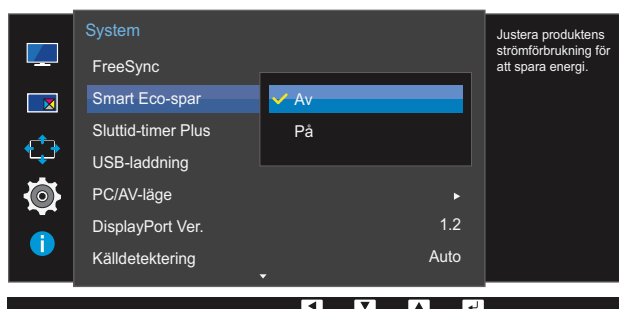 System
FreeSync
Smart Eco-spar
Av
Sluttid-timer Plus
På
USB-laddning
PC/AV-läge
DisplayPort Ver.
1.2
Källdetektering
Auto
Justera produktens
strömförbrukning för
att spara energi.